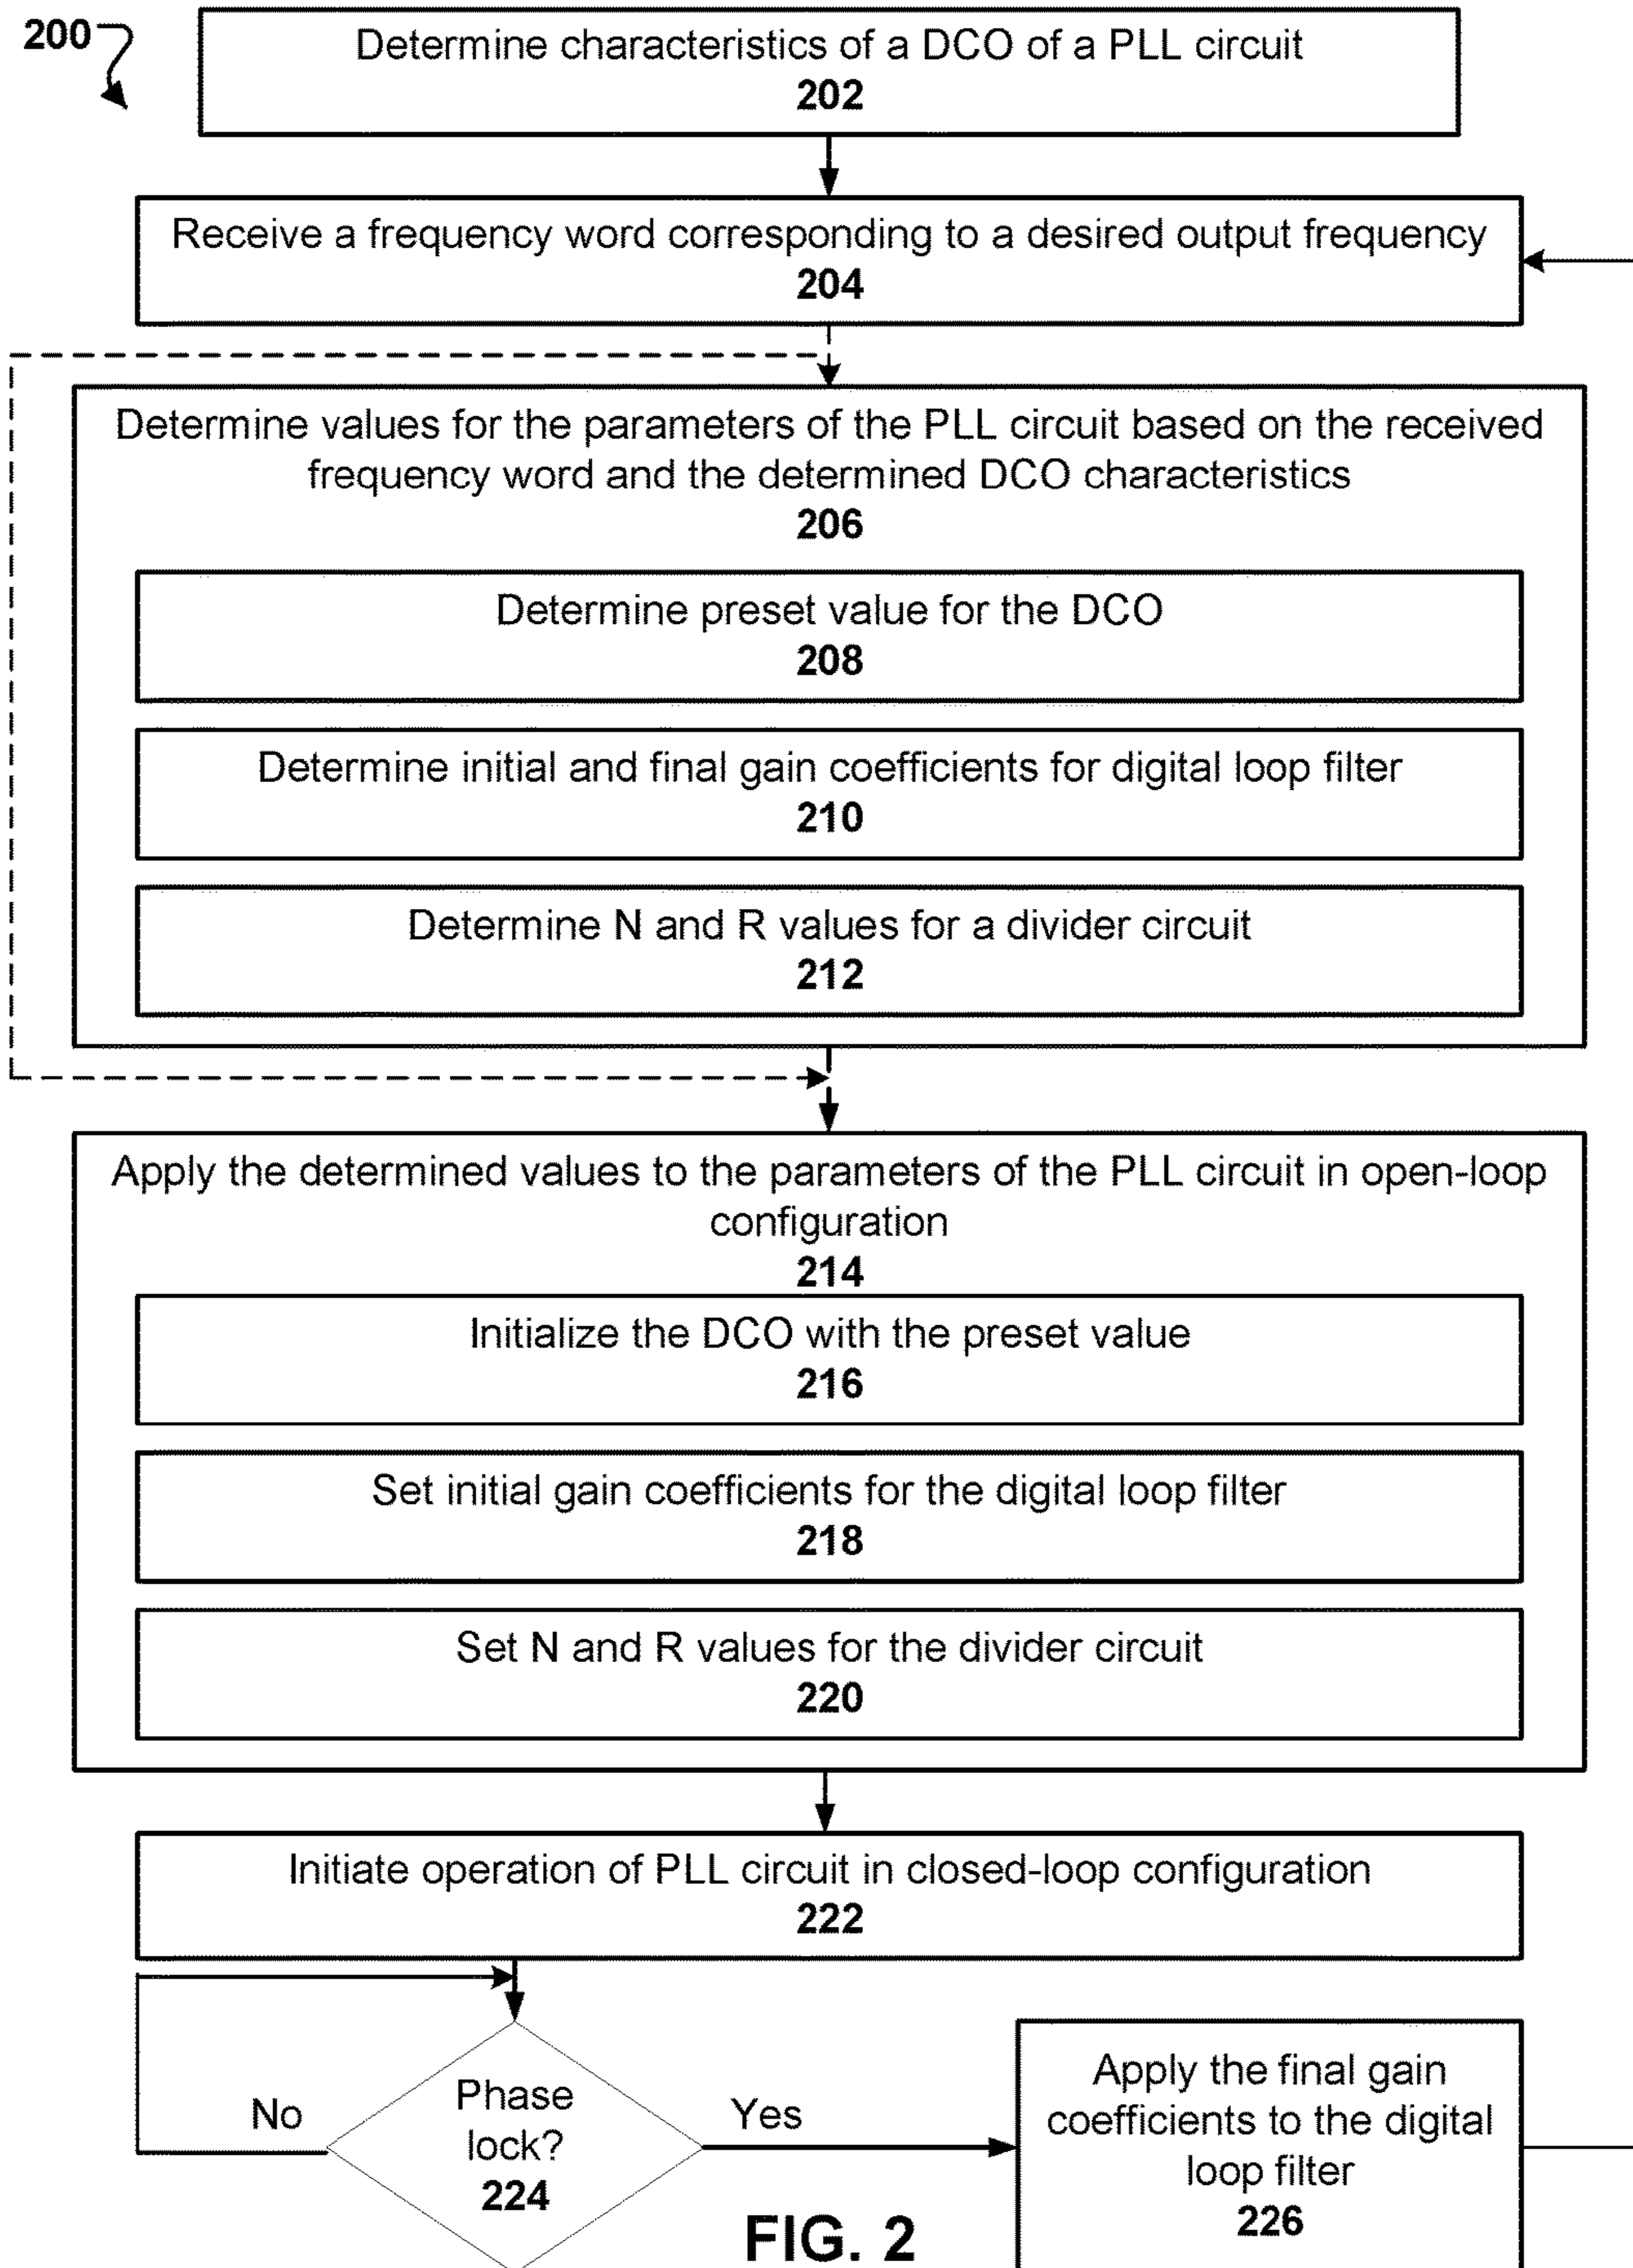 200
Determine characteristics of a DCO of a PLL circuit
202
Receive a frequency word corresponding to a desired output frequency
204
Determine values for the parameters of the PLL circuit based on the received
frequency word and the determined DCO characteristics
206
Determine preset value for the DCO
208
Determine initial and final gain coefficients for digital loop filter
210
Determine N and R values for a divider circuit
212
Apply the determined values to the parameters of the PLL circuit in open-loop
configuration
214
Initialize the DCO with the preset value
216
Set initial gain coefficients for the digital loop filter
218
Set N and R values for the divider circuit
220
Initiate operation of PLL circuit in closed-loop configuration
222
No
Phase
lock?
224
Yes
Apply the final gain
coefficients to the digital
loop filter
226
FIG. 2